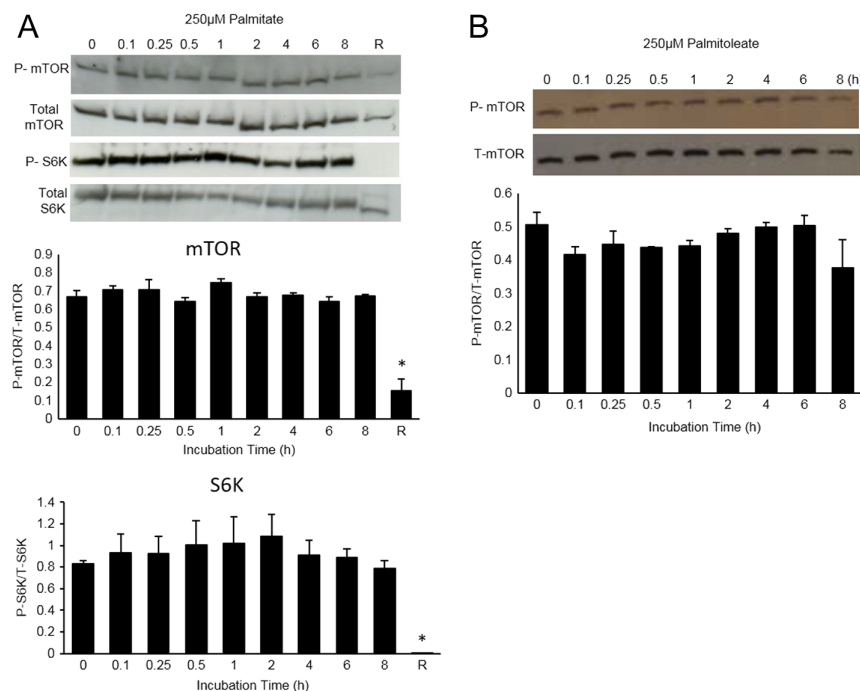 A
250µM Palmitate
0 0.1 0.25 0.5 1 2 4 6 8 R
P- mTOR
Total
mTOR
P- S6K
Total
S6K
mTOR
P-mTOR/T-mTOR
0.9
0.8
0.7
0.6
0.5
0.4
0.3
0.2
0.1
0
*
0 0.1 0.25 0.5 1 2 4 6 8 R
Incubation Time (h)
S6K
P-S6K/T-S6K
1.4
1.2
1
0.8
0.6
0.4
0.2
0
*
0 0.1 0.25 0.5 1 2 4 6 8 R
Incubation Time (h)
B
250µM Palmitoleate
0 0.1 0.25 0.5 1 2 4 6 8 (h
P- mTOR
T-mTOR
P-mTOR/T-mTOR
0.6
0.5
0.4
0.3
0.2
0.1
0
0 0.1 0.25 0.5 1 2 4 6 8
Incubation Time (h)